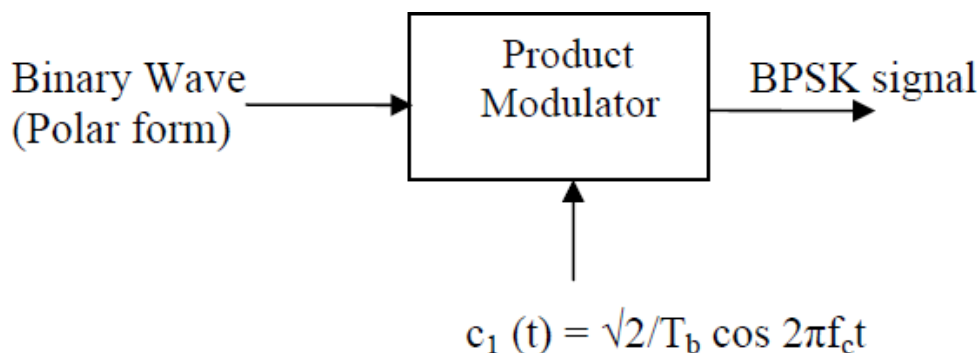 Binary Wave
(Polar form)
Product
Modulator
BPSK signal
c₁ (t) = √2/T_b cos 2πf_ct